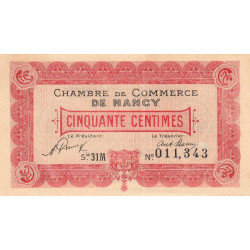 CHAMBRE DE COMMERCE
DE NANCY
CINQUANTE CENTIMES
Le Président
Le Trésorier
Sie 31M No 011,343